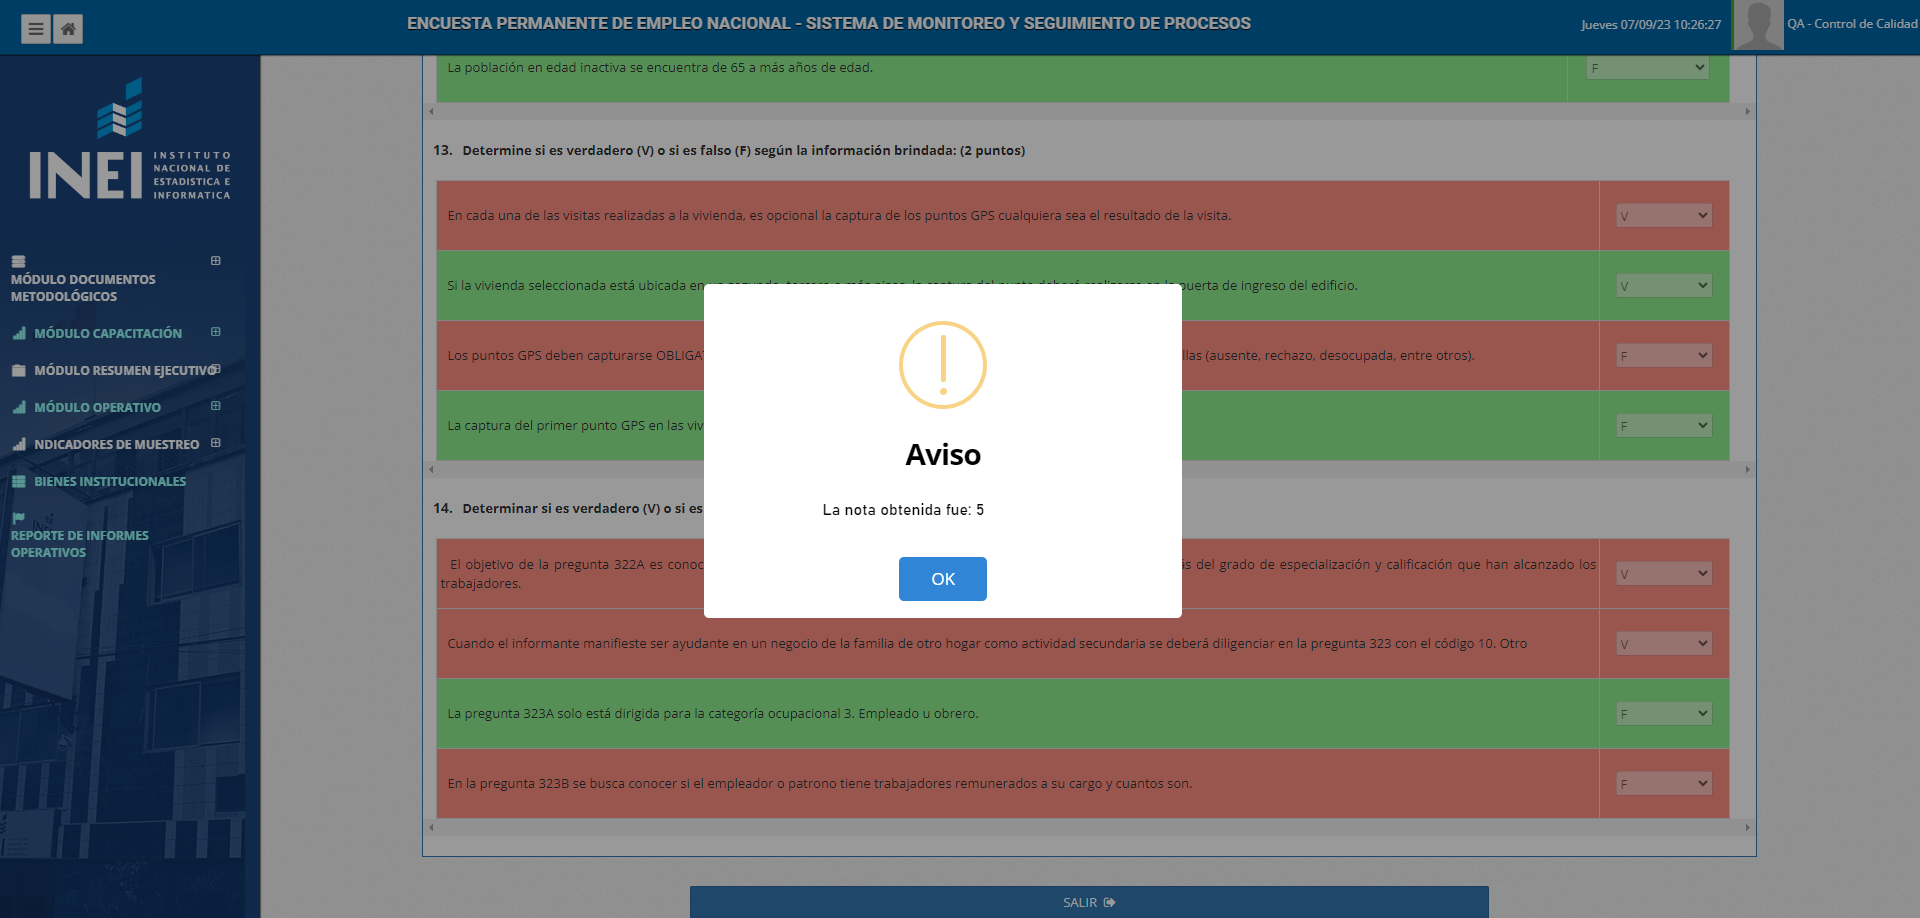 ENCUESTA PERMANENTE DE EMPLEO NACIONAL - SISTEMA DE MONITOREO Y SEGUIMIENTO DE PROCESOS
Jueves 07/09/23 10:26:27
QA - Control de Calidad
INEI
INSTITUTO
NACIONAL DE
ESTADISTICA E
INFORMATICA
MÓDULO DOCUMENTOS
METODOLÓGICOS
MÓDULO CAPACITACIÓN
MÓDULO RESUMEN EJECUTIVO
MÓDULO OPERATIVO
NDICADORES DE MUESTREO
BIENES INSTITUCIONALES
REPORTE DE INFORMES
OPERATIVOS
La población en edad inactiva se encuentra de 65 a más años de edad.
F
13. Determine si es verdadero (V) o si es falso (F) según la información brindada: (2 puntos)
En cada una de las visitas realizadas a la vivienda, es opcional la captura de los puntos GPS cualquiera sea el resultado de la visita.
V
Si la vivienda seleccionada está ubicada en puerta de ingreso del edificio.
V
Los puntos GPS deben capturarse (ausente, rechazo, desocupada, entre otros).
F
La captura del primer punto GPS en las
F
14. Determinar si es verdadero (V) o si es
El objetivo de la pregunta 322A es del grado de especialización y calificación que han alcanzado los
trabajadores.
V
Cuando el informante manifieste ser ayudante en un negocio de la familia de otro hogar como actividad secundaria se deberá diligenciar en la pregunta 323 con el código 10. Otro
V
La pregunta 323A solo está dirigida para la categoría ocupacional 3. Empleado u obrero.
F
En la pregunta 323B se busca conocer si el empleador o patrono tiene trabajadores remunerados a su cargo y cuantos son.
F
Aviso
La nota obtenida fue: 5
OK
SALIR